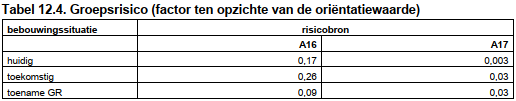 Tabel 12.4. Groepsrisico (factor ten opzichte van de oriëntatiewaarde)
bebouwingssituatie risicobron
A16 A17
huidig 0,17 0,003
toekomstig 0,26 0,03
toename GR 0,09 0,03